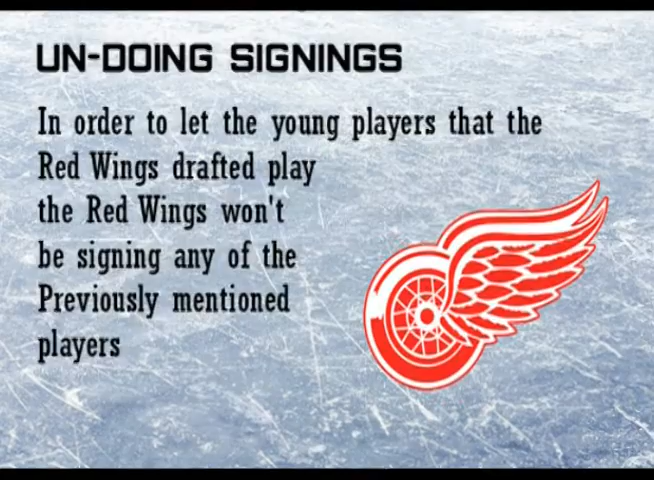 UN-DOING SIGNINGS
In order to let the young players that the
Red Wings drafted play
the Red Wings won't
be signing any of the
Previously mentioned
players